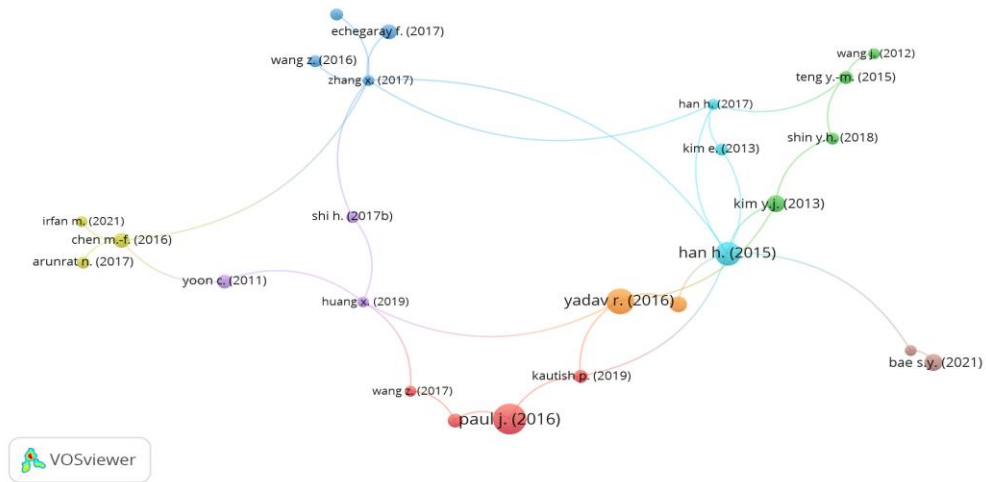 echegaray f. (2017)
wang z. (2016)
zhang x. (2017)
wang j. (2012)
teng y.-m. (2015)
han h. (2017)
shin y.h. (2018)
kim e. (2013)
kim y.j. (2013)
irfan m. (2021)
shi h. (2017b)
chen m.-f. (2016)
arunrat n. (2017)
han h. (2015)
yoon c. (2011)
huang x. (2019)
yadav r. (2016)
bae s.y. (2021)
kautish p. (2019)
wang z. (2017)
paul j. (2016)
VOSviewer